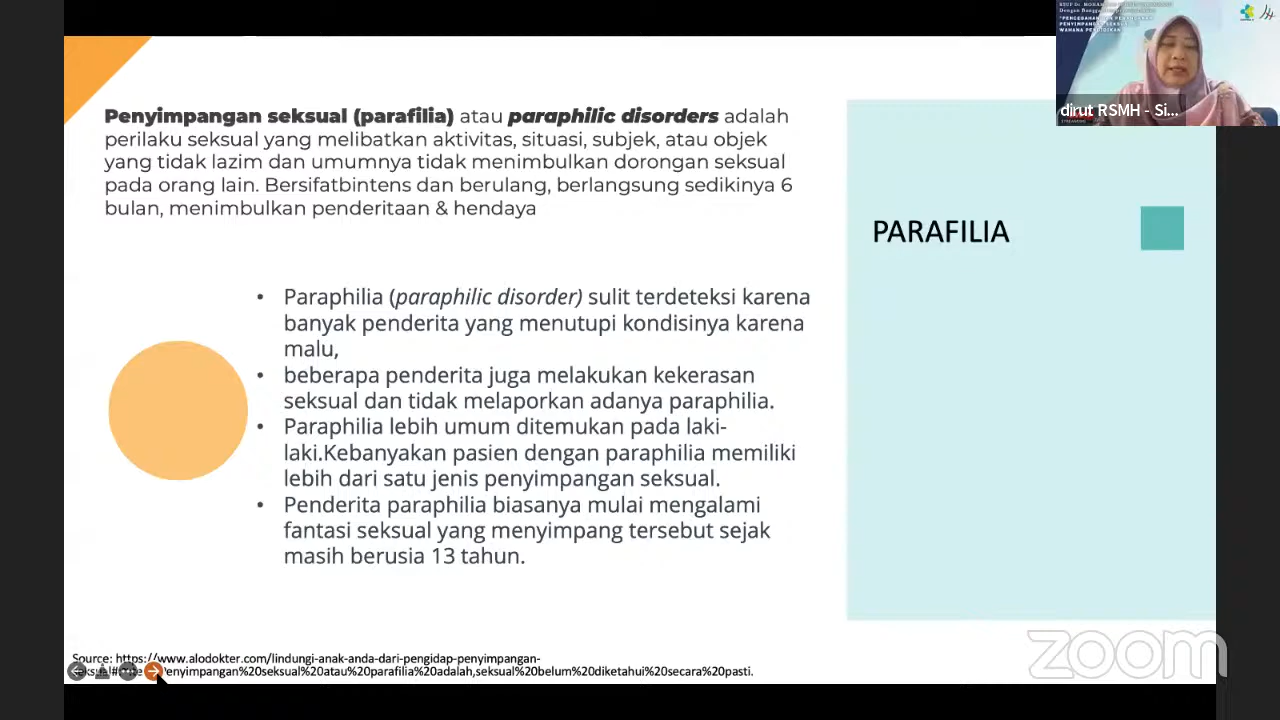 Penyimpangan seksual (parafilia) atau paraphilic disorders adalah
perilaku seksual yang melibatkan aktivitas, situasi, subjek, atau objek
yang tidak lazim dan umumnya tidak menimbulkan dorongan seksual
pada orang lain. Bersifatbintens dan berulang, berlangsung sedikinya 6
bulan, menimbulkan penderitaan & hendaya
• Paraphilia (paraphilic disorder) sulit terdeteksi karena
banyak penderita yang menutupi kondisinya karena
malu,
• beberapa penderita juga melakukan kekerasan
seksual dan tidak melaporkan adanya paraphilia.
• Paraphilia lebih umum ditemukan pada laki-
laki.Kebanyakan pasien dengan paraphilia memiliki
lebih dari satu jenis penyimpangan seksual.
• Penderita paraphilia biasanya mulai mengalami
fantasi seksual yang menyimpang tersebut sejak
masih berusia 13 tahun.
PARAFILIA
Source: https://www.alodokter.com/lindungi-anak-anda-dari-pengidap-penyimpangan-
Penyimpangan%20seksual%20atau%20parafilia%20adalah,seksual%20belum%20diketahui%20secara%20pasti.
WAHANA PENDIDIKAN
dirut RSMH - Si...
zoom